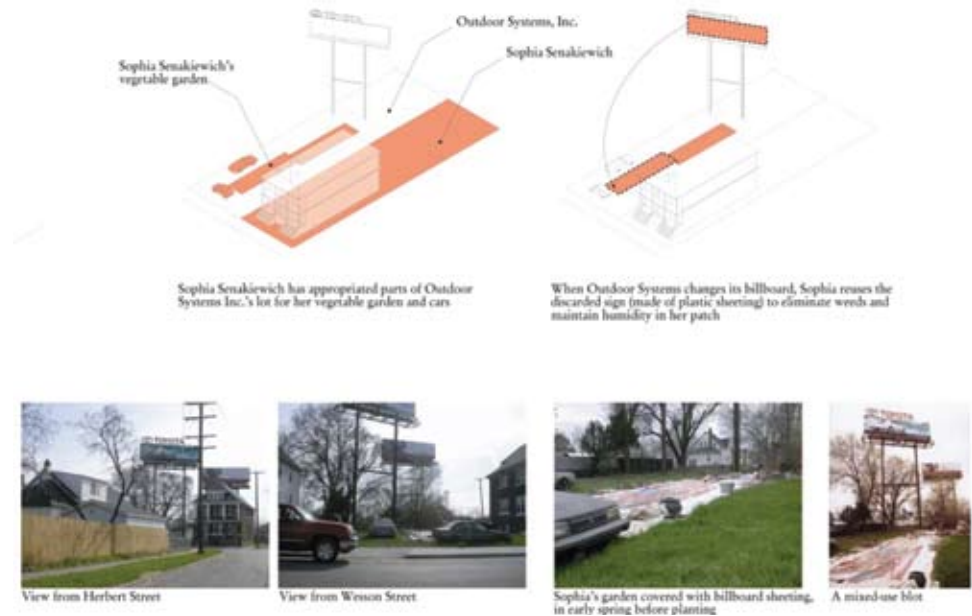 Outdoor Systems, Inc.
Sophia Senakiewich
Sophia Senakiewich's
vegetable garden
Sophia Senakiewich has appropriated parts of Outdoor
Systems Inc.'s lot for her vegetable garden and cars
When Outdoor Systems changes its billboard, Sophia reuses the
discarded sign (made of plastic sheeting) to eliminate weeds and
maintain humidity in her patch
TOYOTA
View from Herbert Street
View from Wesson Street
Sophia's garden covered with billboard sheeting,
in early spring before planting
A mixed-use blot